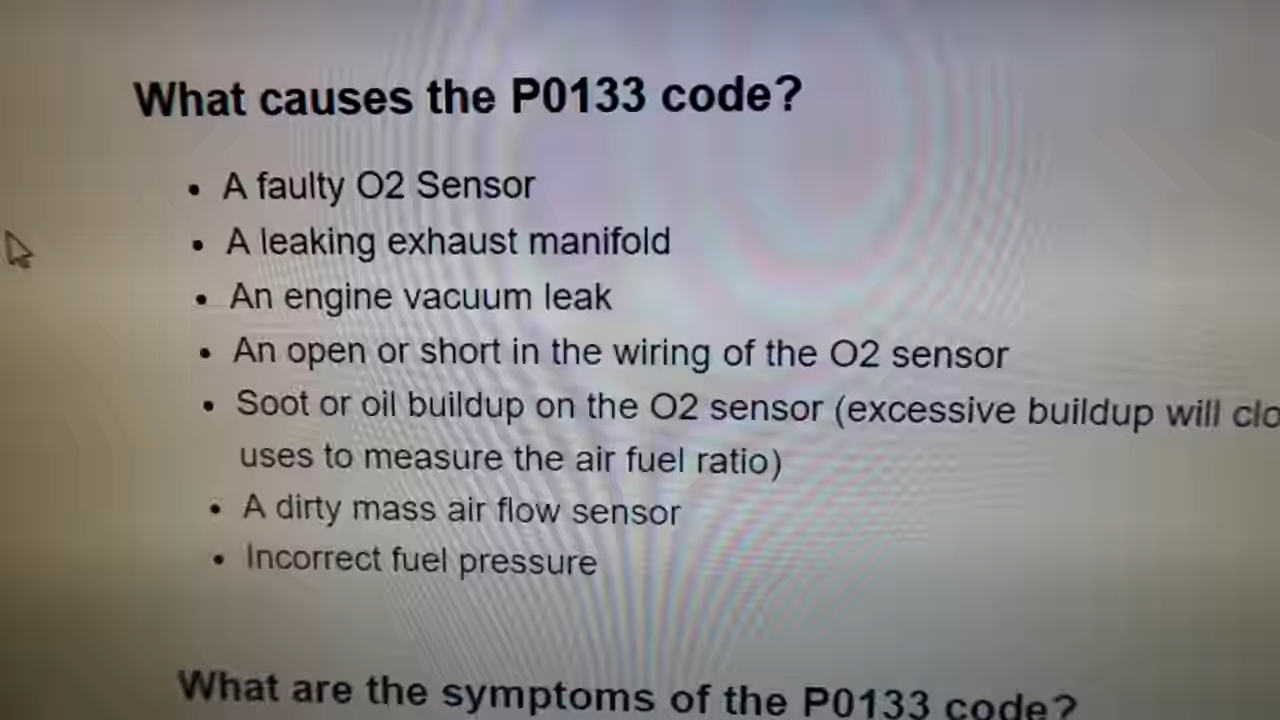 What causes the P0133 code?
• A faulty O2 Sensor
• A leaking exhaust manifold
• An engine vacuum leak
• An open or short in the wiring of the O2 sensor
• Soot or oil buildup on the O2 sensor (excessive buildup will
uses to measure the air fuel ratio)
• A dirty mass air flow sensor
• Incorrect fuel pressure
What are the symptoms of the P0133 code?